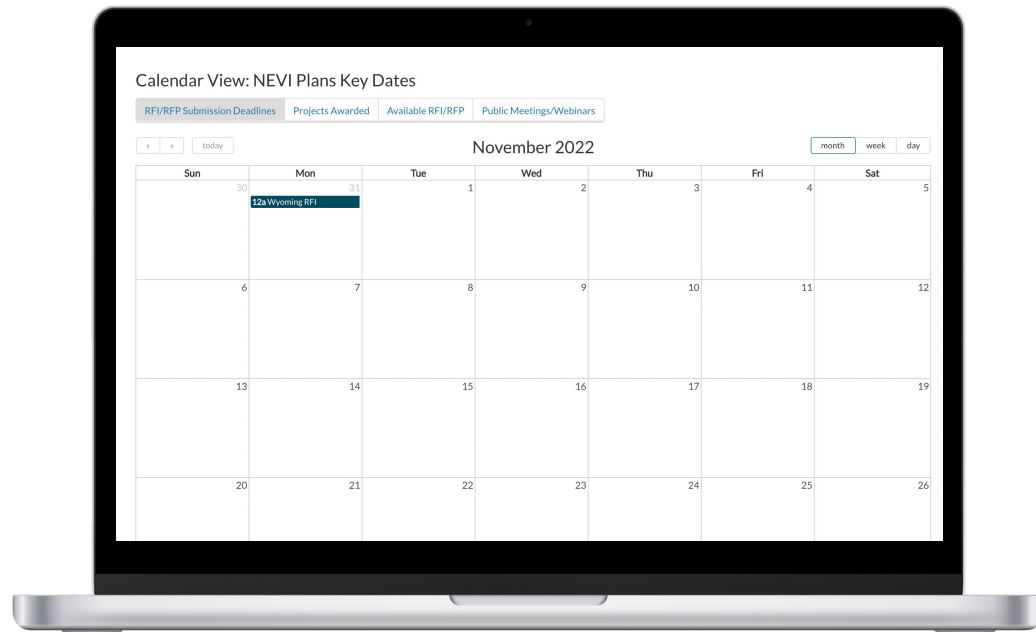 Calendar View: NEVI Plans Key Dates
RFI/RFP Submission Deadlines Projects Awarded Available RFI/RFP Public Meetings/Webinars
‹ › today November 2022 month week day
Sun Mon Tue Wed Thu Fri Sat
30 31 1 2 3 4 5
12a Wyoming RFI
6 7 8 9 10 11 12
13 14 15 16 17 18 19
20 21 22 23 24 25 26